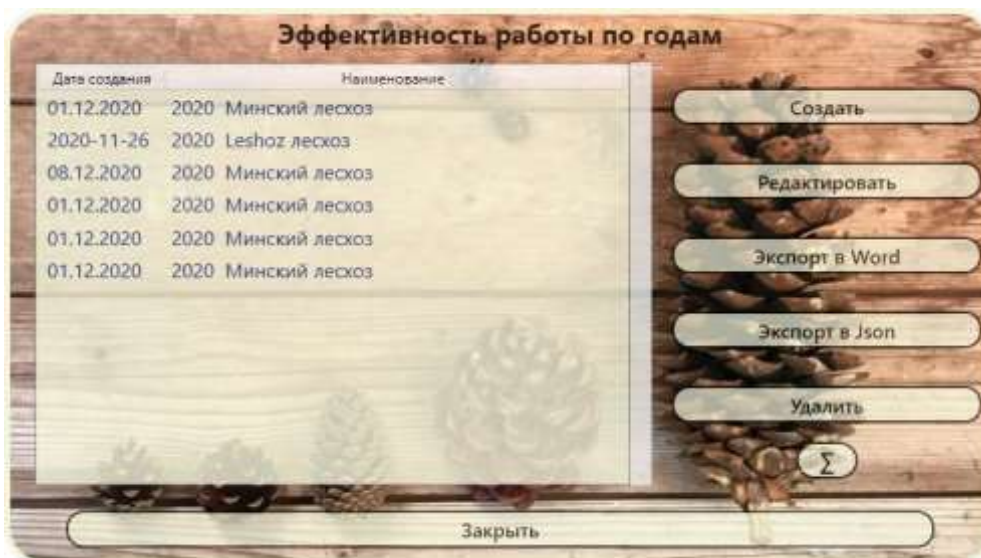 Эффективность работы по годам
Дата создания Наименование
01.12.2020 2020 Минский лесхоз
2020-11-26 2020 Leshoz лесхоз
08.12.2020 2020 Минский лесхоз
01.12.2020 2020 Минский лесхоз
01.12.2020 2020 Минский лесхоз
01.12.2020 2020 Минский лесхоз
Создать
Редактировать
Экспорт в Word
Экспорт в Json
Удалить
∑
Закрыть